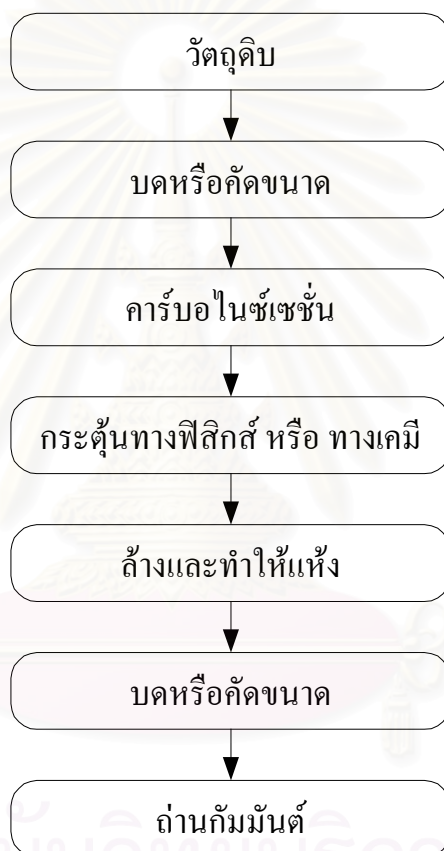 วัตถุดิบ
บดหรือคัดขนาด
คาร์บอไนซ์เซชั่น
กระตุ้นทางฟิสิกส์ หรือ ทางเคมี
ล้างและทำให้แห้ง
บดหรือคัดขนาด
ถ่านกัมมันต์